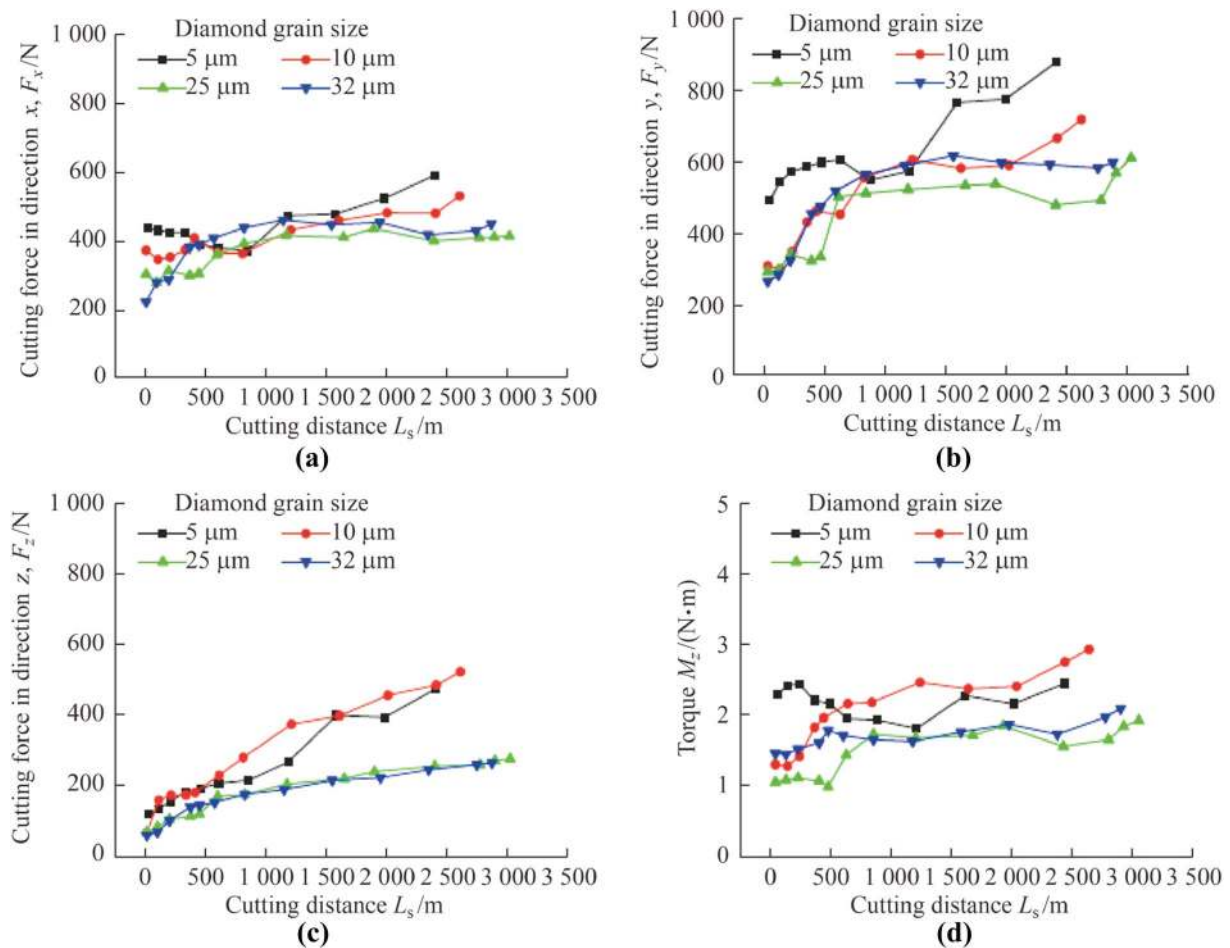 Cutting force in direction x, Fx/N
1 000
800
600
400
200
0
Diamond grain size
5 μm 10 μm
25 μm 32 μm
0 500 1 000 1 500 2 000 2 500 3 000 3 500
Cutting distance Ls/m
(a)
Cutting force in direction y, Fy/N
1 000
800
600
400
200
0
Diamond grain size
5 μm 10 μm
25 μm 32 μm
0 500 1 000 1 500 2 000 2 500 3 000 3 500
Cutting distance Ls/m
(b)
Cutting force in direction z, Fz/N
1 000
800
600
400
200
0
Diamond grain size
5 μm 10 μm
25 μm 32 μm
0 500 1 000 1 500 2 000 2 500 3 000 3 500
Cutting distance Ls/m
(c)
Torque Mz/(N•m)
5
4
3
2
1
0
Diamond grain size
5 μm 10 μm
25 μm 32 μm
0 500 1 000 1 500 2 000 2 500 3 000 3 500
Cutting distance Ls/m
(d)